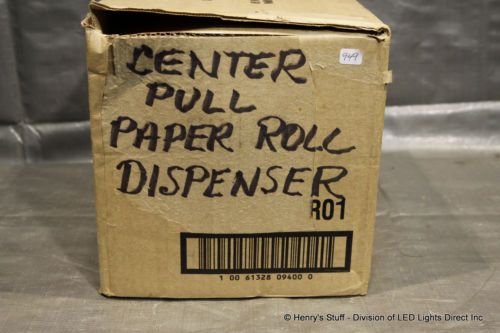 949
CENTER
PULL
PAPER ROLL
DISPENSER
R01
1 00 61328 09400 0
© Henry's Stuff - Division of LED Lights Direct Inc